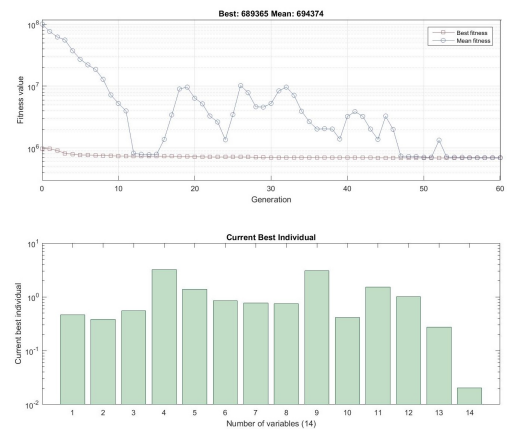 Best: 689365 Mean: 694374
Best fitness
Mean fitness
10^8
10^7
10^6
Fitness value
0 10 20 30 40 50 60
Generation
Current Best Individual
10^1
10^0
10^-1
10^-2
Current best individual
1 2 3 4 5 6 7 8 9 10 11 12 13 14
Number of variables (14)